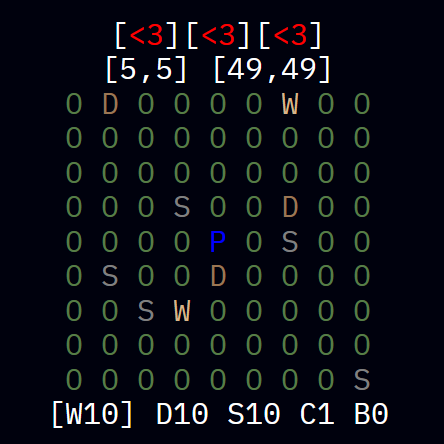 [<3][<3][<3]
[5,5] [49,49]
O D O O O O W O O
O O O O O O O O O
O O O O O O O O O
O O O S O O D O O
O O O O P O S O O
O S O O D O O O O
O O S W O O O O O
O O O O O O O O O
O O O O O O O O S
[W10] D10 S10 C1 B0